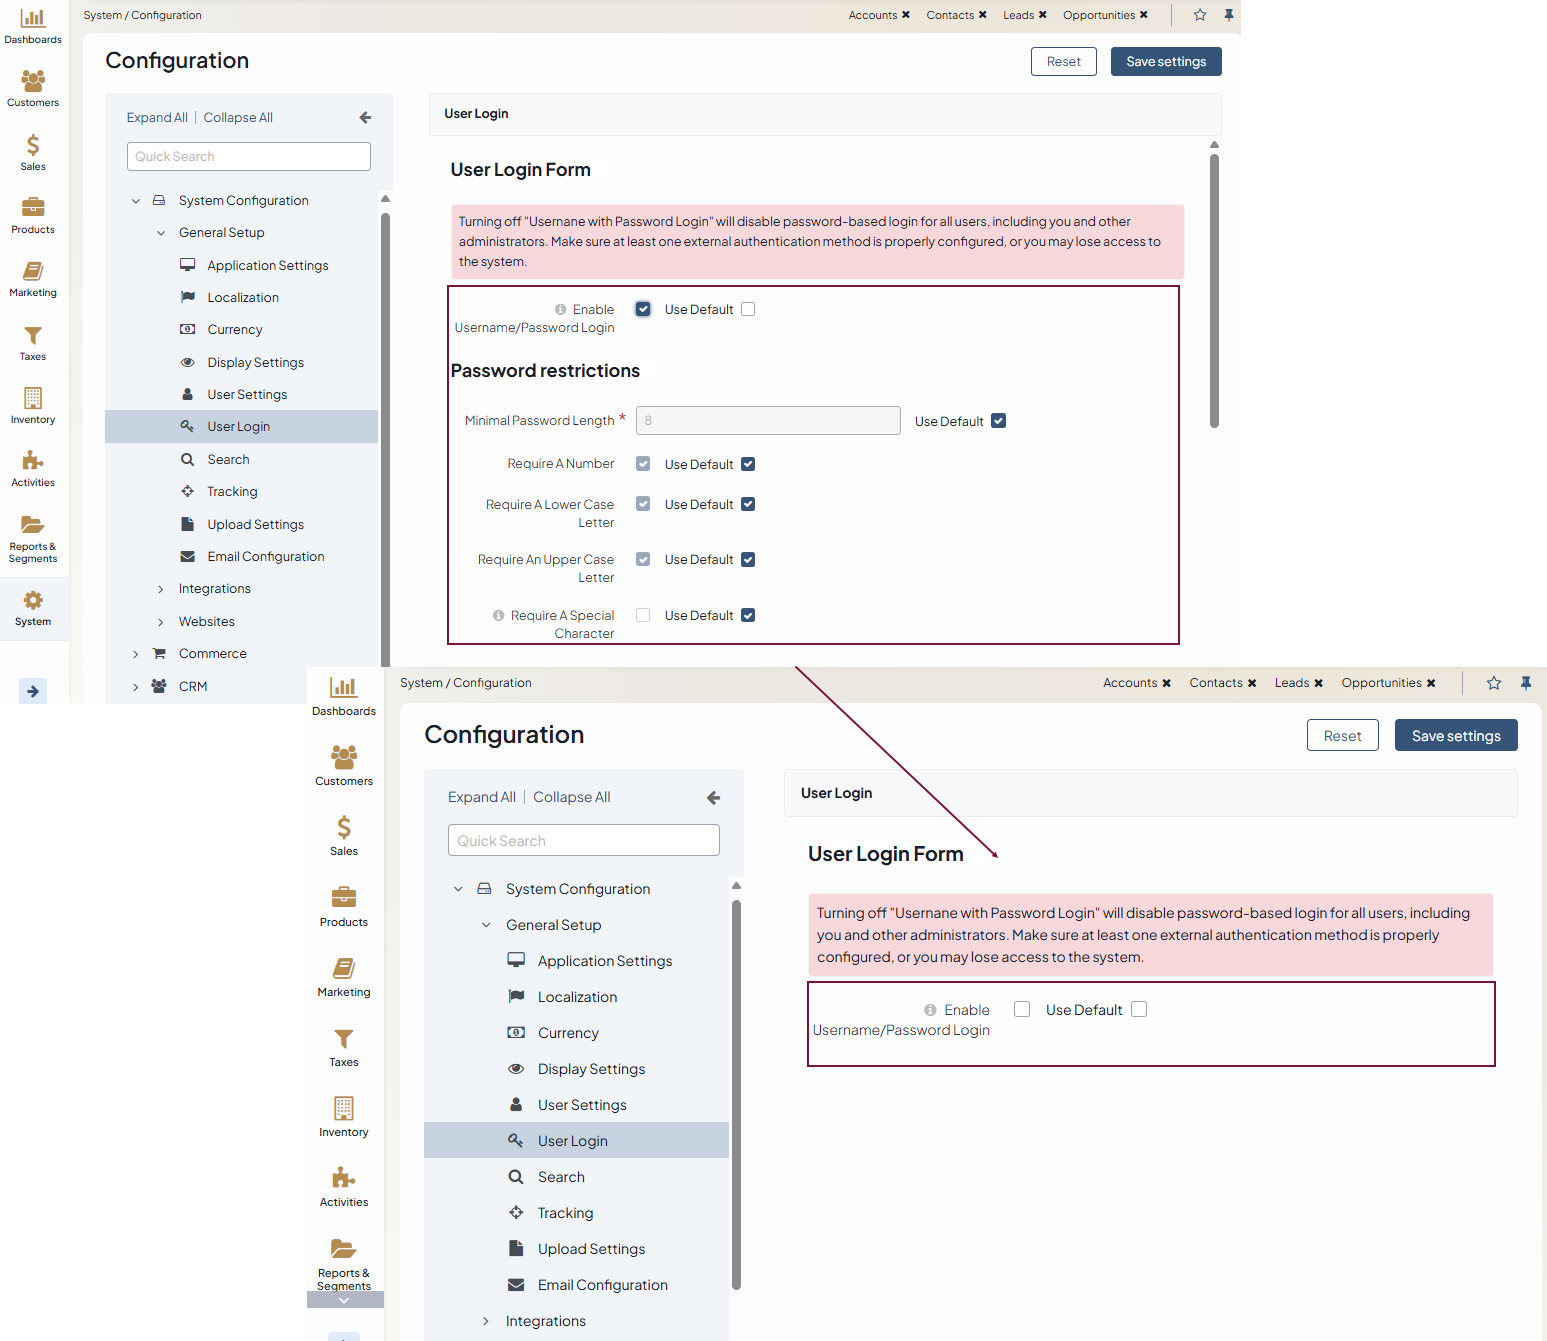 Dashboards
Customers
Sales
Products
Marketing
Taxes
Inventory
Activities
Reports &
Segments
System
System / Configuration
Accounts ✖ Contacts ✖ Leads ✖ Opportunities ✖
Configuration
Reset Save settings
Expand All | Collapse All
Quick Search
System Configuration
General Setup
Application Settings
Localization
Currency
Display Settings
User Settings
User Login
Search
Tracking
Upload Settings
Email Configuration
Integrations
Websites
Commerce
CRM
User Login
User Login Form
Turning off "Usernane with Password Login" will disable password-based login for all users, including you and other
administrators. Make sure at least one external authentication method is properly configured, or you may lose access to
the system.
Enable Use Default
Username/Password Login
Password restrictions
Minimal Password Length * 8 Use Default
Require A Number Use Default
Require A Lower Case Use Default
Letter
Require An Upper Case Use Default
Letter
Require A Special Use Default
Character
Dashboards
Customers
Sales
Products
Marketing
Taxes
Inventory
Activities
Reports &
Segments
System / Configuration
Accounts ✖ Contacts ✖ Leads ✖ Opportunities ✖
Configuration
Reset Save settings
Expand All | Collapse All
Quick Search
System Configuration
General Setup
Application Settings
Localization
Currency
Display Settings
User Settings
User Login
Search
Tracking
Upload Settings
Email Configuration
Integrations
User Login
User Login Form
Turning off "Usernane with Password Login" will disable password-based login for all users, including
you and other administrators. Make sure at least one external authentication method is properly
configured, or you may lose access to the system.
Enable Use Default
Username/Password Login